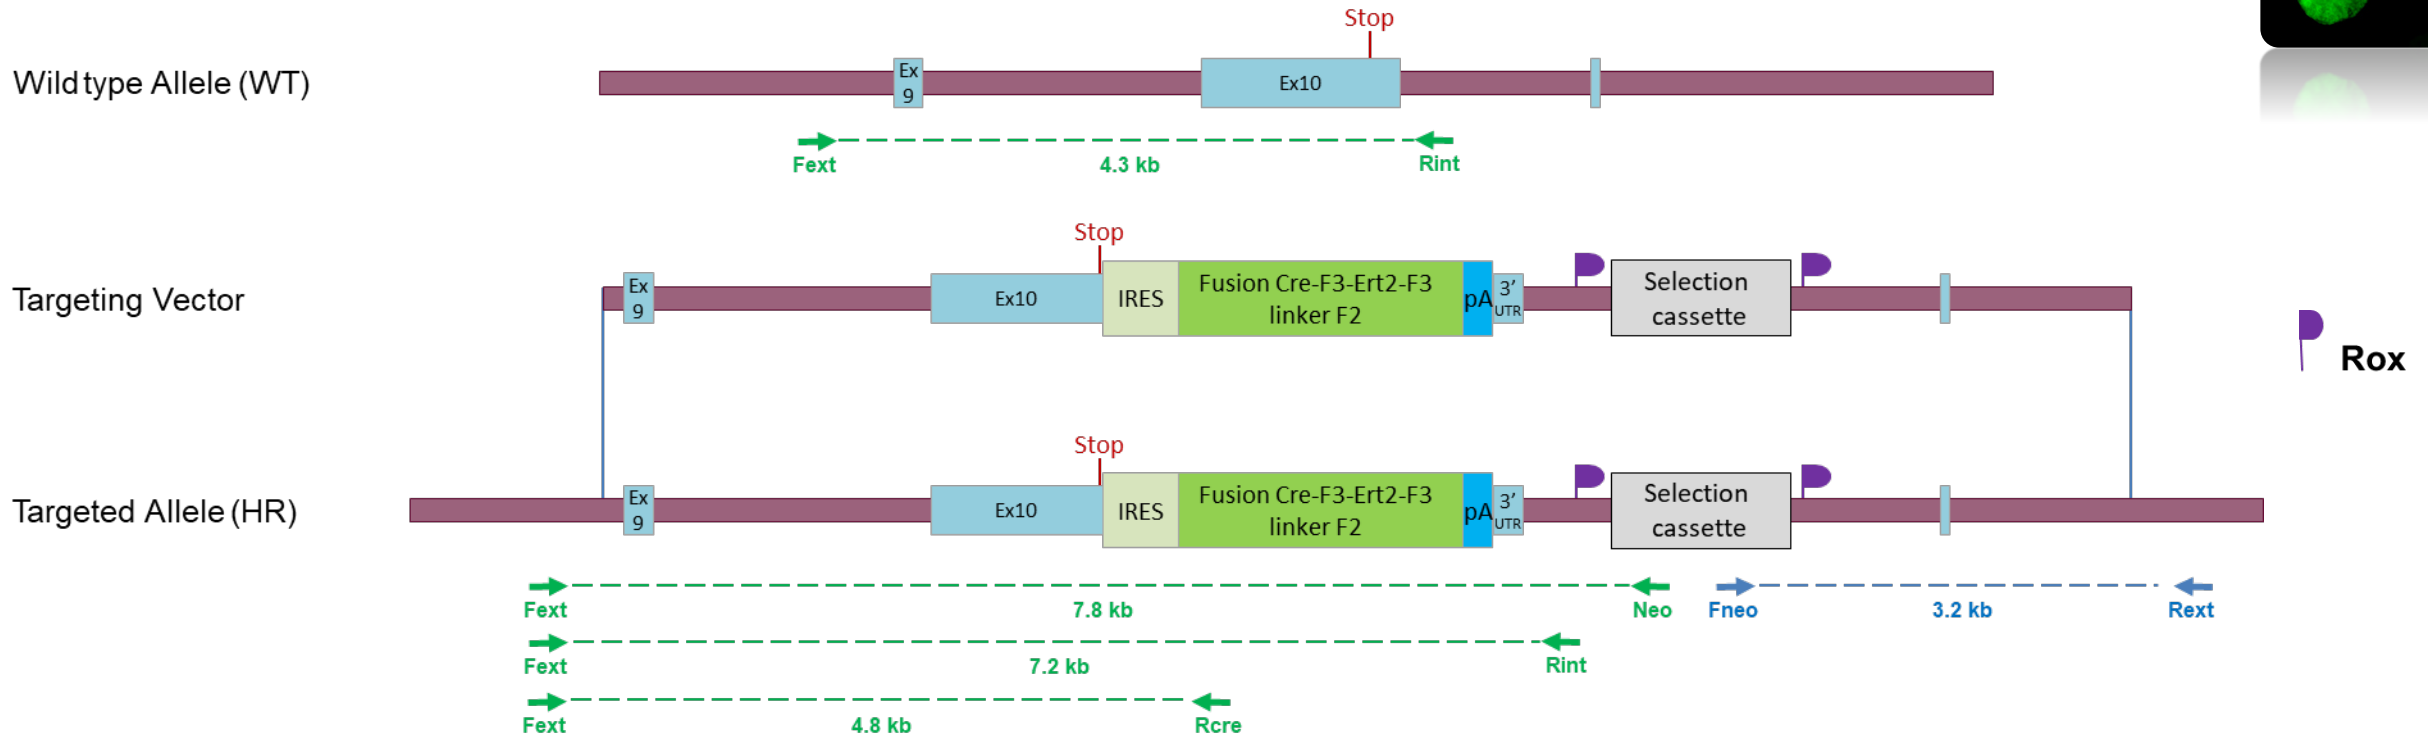 Stop
Wild type Allele (WT)
Ex
9
Ex10
Fext
4.3 kb
Rint
Stop
Targeting Vector
Ex
9
Ex10
IRES
Fusion Cre-F3-Ert2-F3
linker F2
pA
3'
UTR
Selection
cassette
Rox
Stop
Targeted Allele (HR)
Ex
9
Ex10
IRES
Fusion Cre-F3-Ert2-F3
linker F2
pA
3'
UTR
Selection
cassette
Fext
7.8 kb
Neo
Fneo
3.2 kb
Rext
Fext
7.2 kb
Rint
Fext
4.8 kb
Rcre